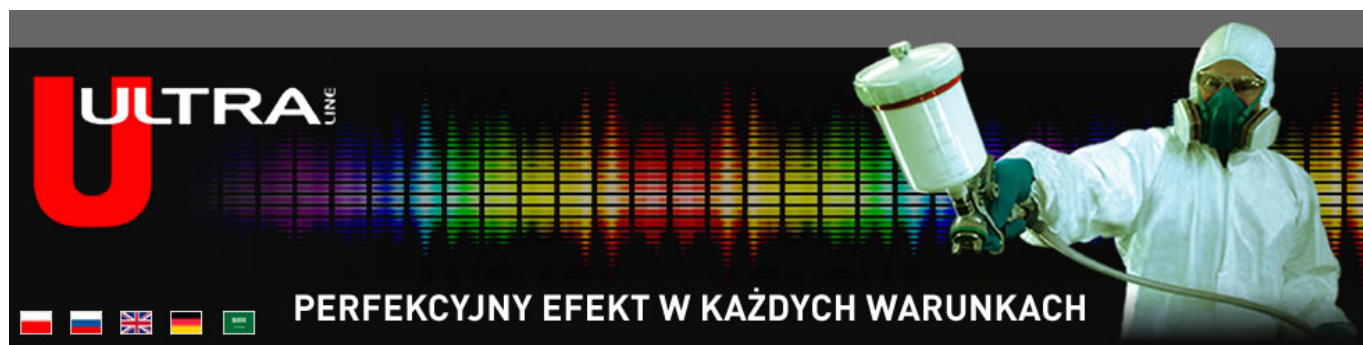 U
ULTRA
LINE
PERFEKCYJNY EFEKT W KAŻDYCH WARUNKACH